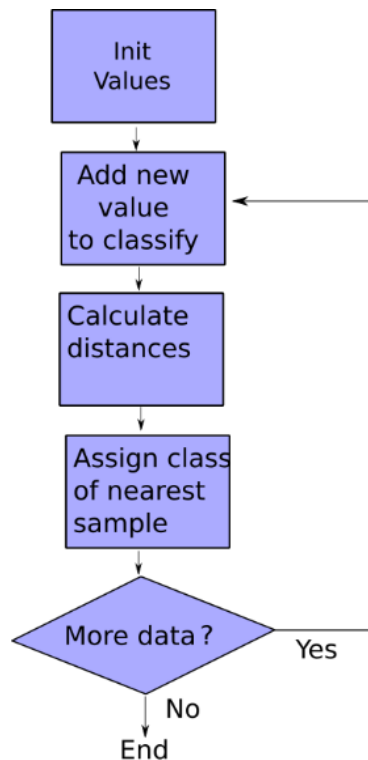 Init
Values
Add new
value
to classify
Calculate
distances
Assign class
of nearest
sample
More data?
Yes
No
End